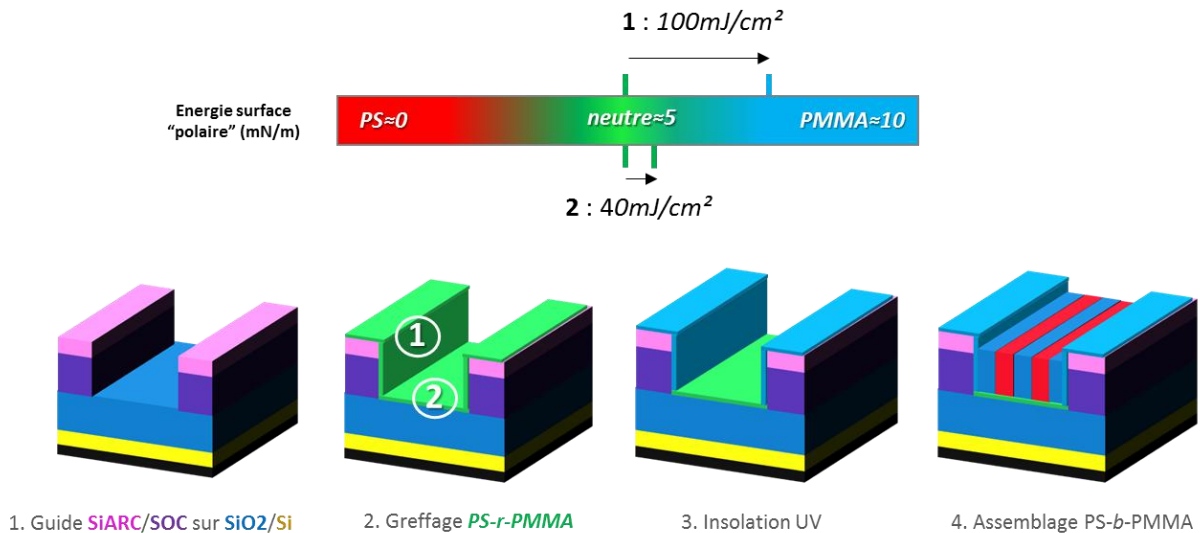 1 : 100mJ/cm²
Energie surface
“polaire” (mN/m)
PS≈0
neutre≈5
PMMA≈10
2 : 40mJ/cm²
1
2
1. Guide SiARC/SOC sur SiO2/Si
2. Greffage PS-r-PMMA
3. Insolation UV
4. Assemblage PS-b-PMMA